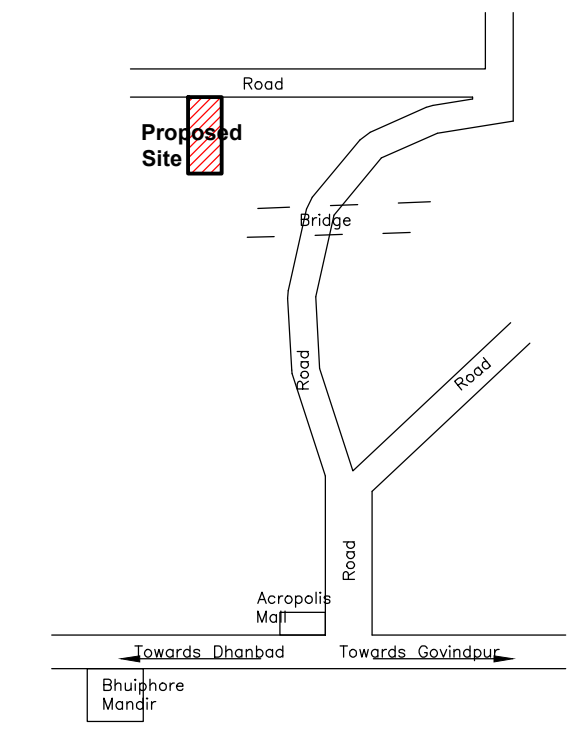 Road
Proposed
Site
Bridge
Road
Road
Road
Acropolis
Mall
Towards Dhanbad
Towards Govindpur
Bhuiphore
Mandir